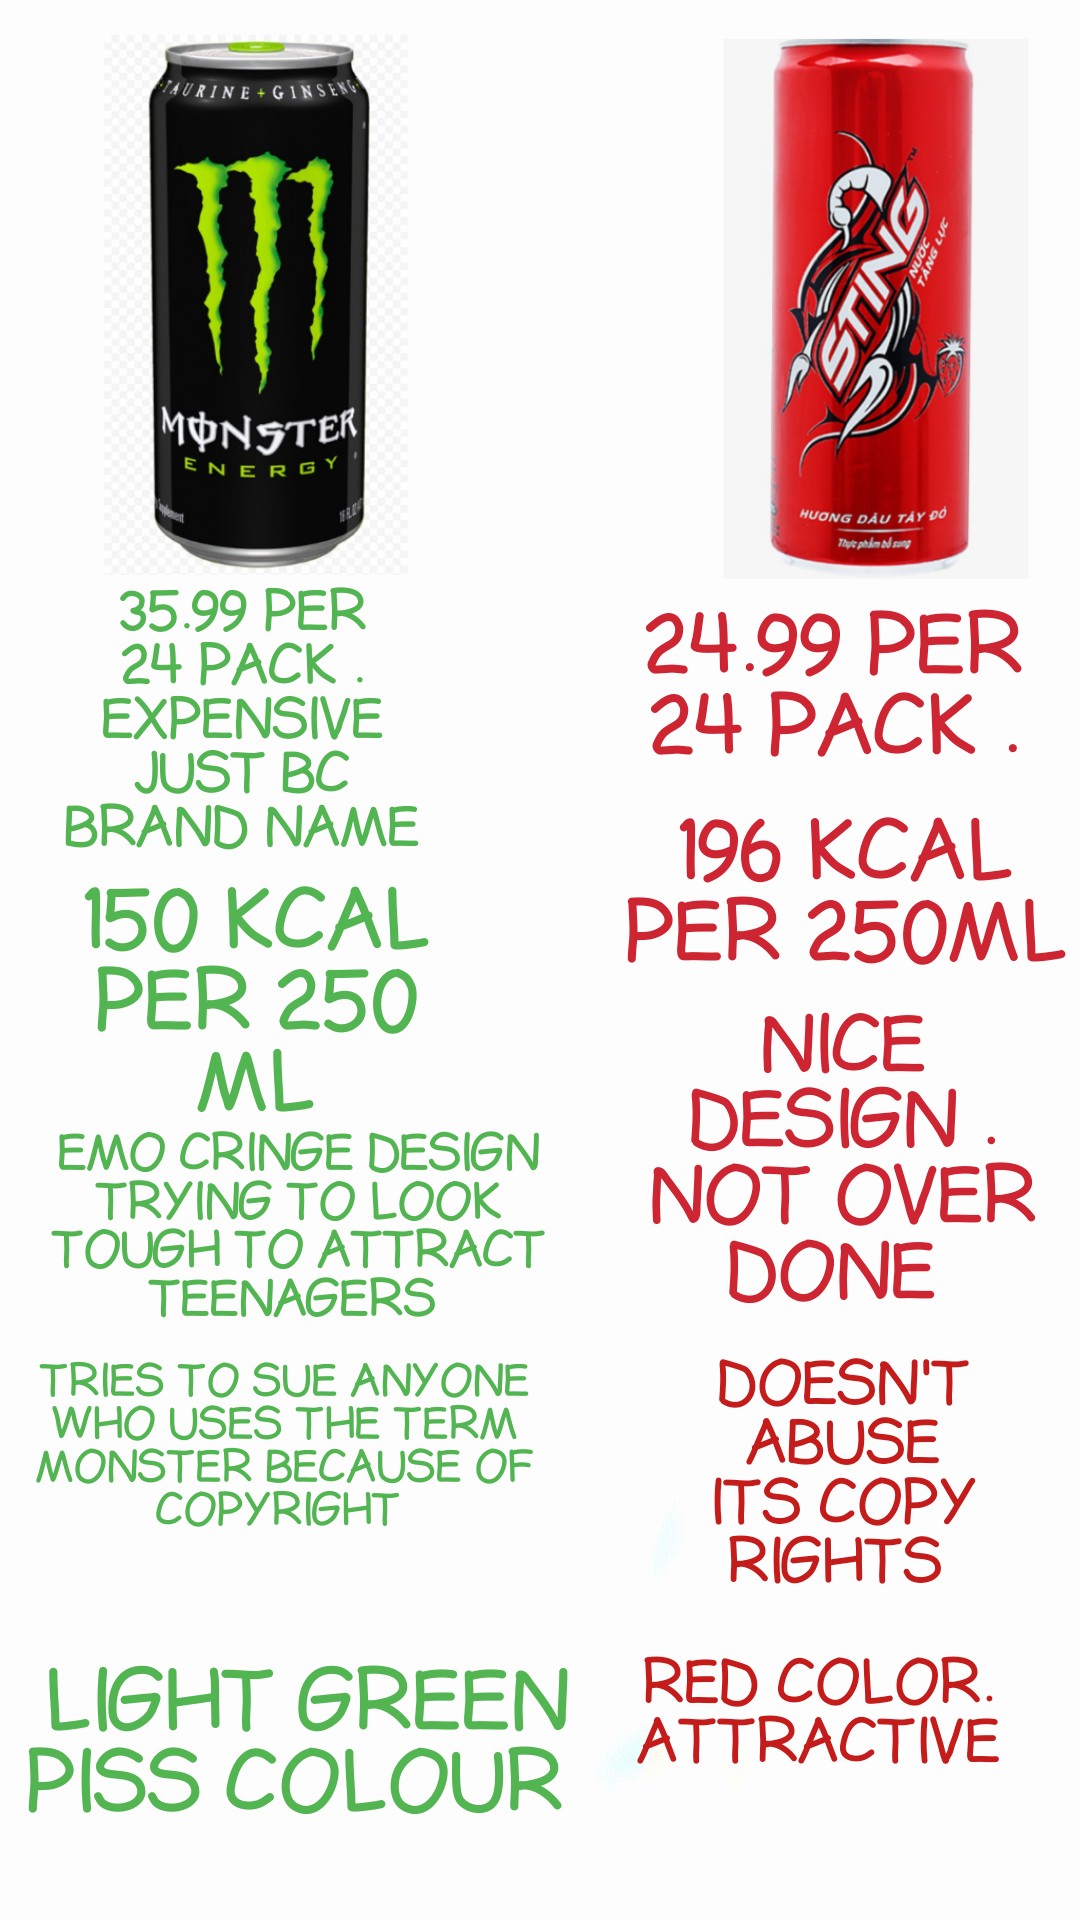 TAURINE + GINSENG
MONSTER
ENERGY
35.99 PER
24 PACK .
EXPENSIVE
JUST BC
BRAND NAME
150 KCAL
PER 250
ML
EMO CRINGE DESIGN
TRYING TO LOOK
TOUGH TO ATTRACT
TEENAGERS
TRIES TO SUE ANYONE
WHO USES THE TERM
MONSTER BECAUSE OF
COPYRIGHT
LIGHT GREEN
PISS COLOUR
STING
TM
NƯỚC
TĂNG LỰC
HƯƠNG DÂU TÂY ĐỎ
Thực phẩm bổ sung
24.99 PER
24 PACK .
196 KCAL
PER 250ML
NICE
DESIGN .
NOT OVER
DONE
DOESN'T
ABUSE
ITS COPY
RIGHTS
RED COLOR.
ATTRACTIVE